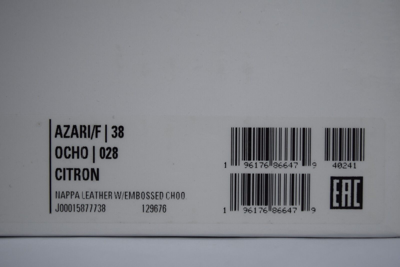 AZARI/F | 38
OCHO | 028
CITRON
NAPPA LEATHER W/EMBOSSED CHOO
J00015877738 129676
1 96176 86647 9
40241
1 96176 86647 9
EAC